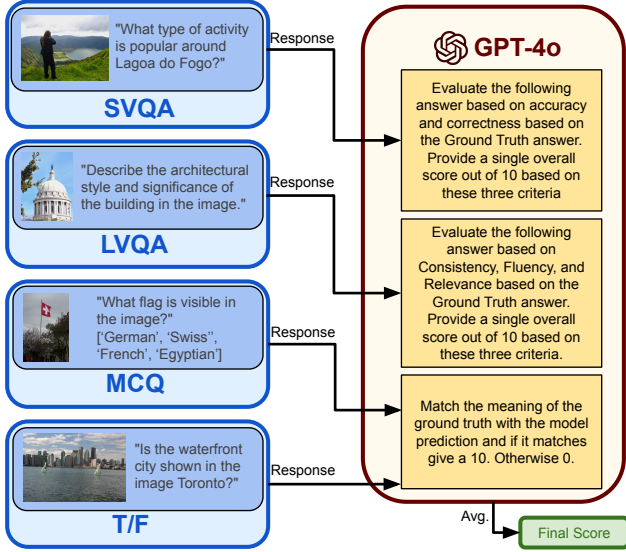 "What type of activity
is popular around
Lagoa do Fogo?"
SVQA
Response
"Describe the architectural
style and significance of
the building in the image."
LVQA
Response
"What flag is visible in
the image?"
['German', 'Swiss'',
'French', 'Egyptian']
MCQ
Response
"Is the waterfront
city shown in the
image Toronto?"
T/F
Response
GPT-4o
Evaluate the following
answer based on accuracy
and correctness based on
the Ground Truth answer.
Provide a single overall
score out of 10 based on
these three criteria
Evaluate the following
answer based on
Consistency, Fluency, and
Relevance based on the
Ground Truth answer.
Provide a single overall
score out of 10 based on
these three criteria.
Match the meaning of the
ground truth with the model
prediction and if it matches
give a 10. Otherwise 0.
Avg.
Final Score